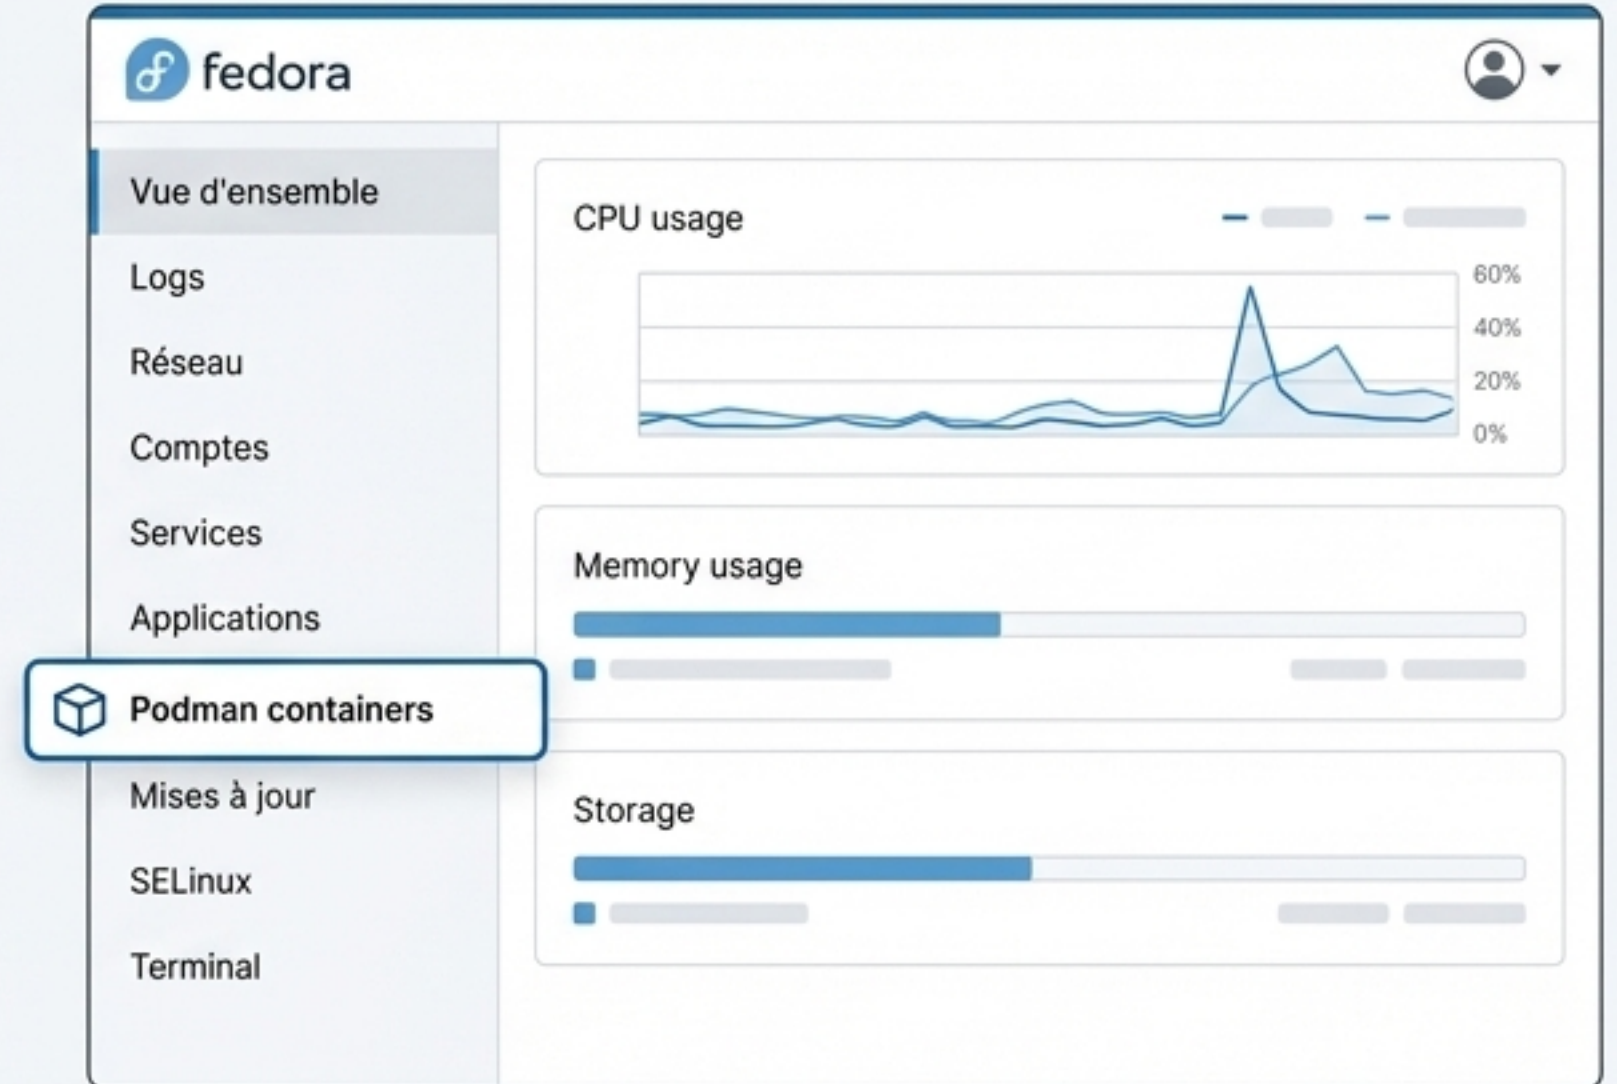 fedora
Vue d'ensemble
Logs
Réseau
Comptes
Services
Applications
Podman containers
Mises à jour
SELinux
Terminal
CPU usage
60%
40%
20%
0%
Memory usage
Storage